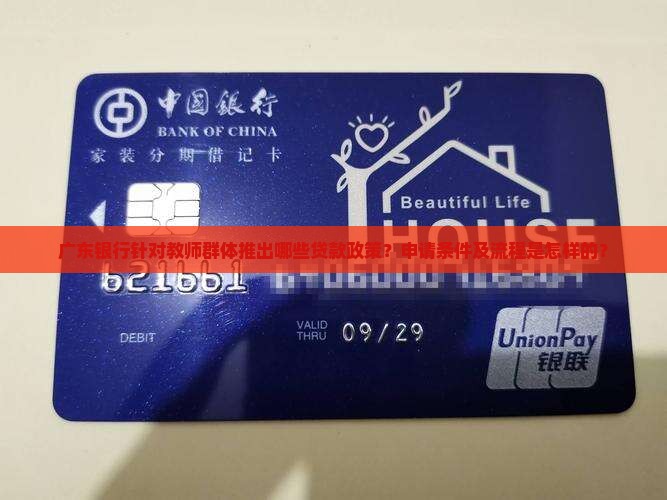 中国银行
BANK OF CHINA
家装分期借记卡
Beautiful Life
HOUSE
广东银行针对教师群体推出哪些贷款政策？申请条件及流程是怎样的？
621661
DEBIT
VALID
THRU
09/29
UnionPay
银联